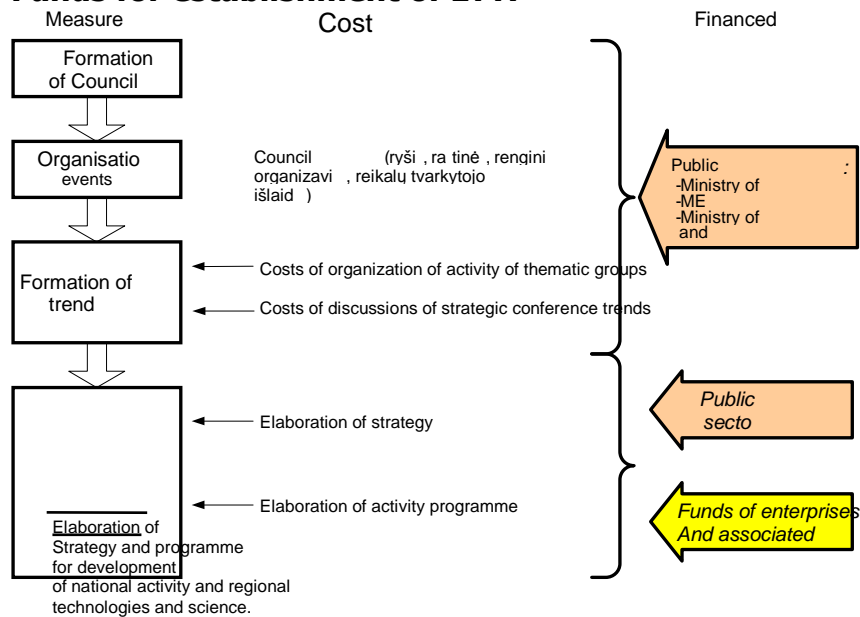 Measure
Cost
Financed
Formation
of Council
Organisatio
events
Council (ryši , ra tinė , rengini
organizavi , reikalų tvarkytojo
išlaid )
Public :
-Ministry of
-ME
-Ministry of
and
Formation of
trend
Costs of organization of activity of thematic groups
Costs of discussions of strategic conference trends
Elaboration of strategy
Public
secto
Elaboration of activity programme
Funds of enterprises
And associated
Elaboration of
Strategy and programme
for development
of national activity and regional
technologies and science.